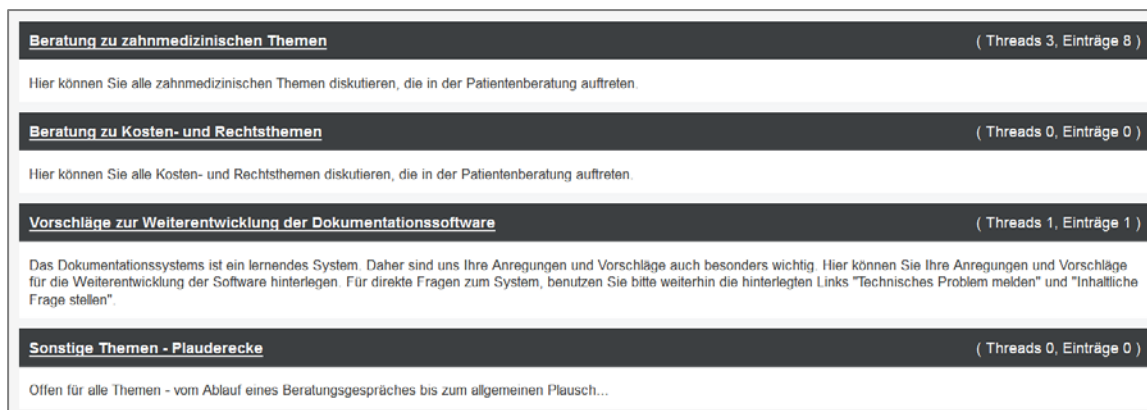 Beratung zu zahnmedizinischen Themen ( Threads 3, Einträge 8 )
Hier können Sie alle zahnmedizinischen Themen diskutieren, die in der Patientenberatung auftreten.
Beratung zu Kosten- und Rechtsthemen ( Threads 0, Einträge 0 )
Hier können Sie alle Kosten- und Rechtsthemen diskutieren, die in der Patientenberatung auftreten.
Vorschläge zur Weiterentwicklung der Dokumentationssoftware ( Threads 1, Einträge 1 )
Das Dokumentationssystems ist ein lernendes System. Daher sind uns Ihre Anregungen und Vorschläge auch besonders wichtig. Hier können Sie Ihre Anregungen und Vorschläge
für die Weiterentwicklung der Software hinterlegen. Für direkte Fragen zum System, benutzen Sie bitte weiterhin die hinterlegten Links "Technisches Problem melden" und "Inhaltliche
Frage stellen".
Sonstige Themen - Plauderecke ( Threads 0, Einträge 0 )
Offen für alle Themen - vom Ablauf eines Beratungsgespräches bis zum allgemeinen Plausch...